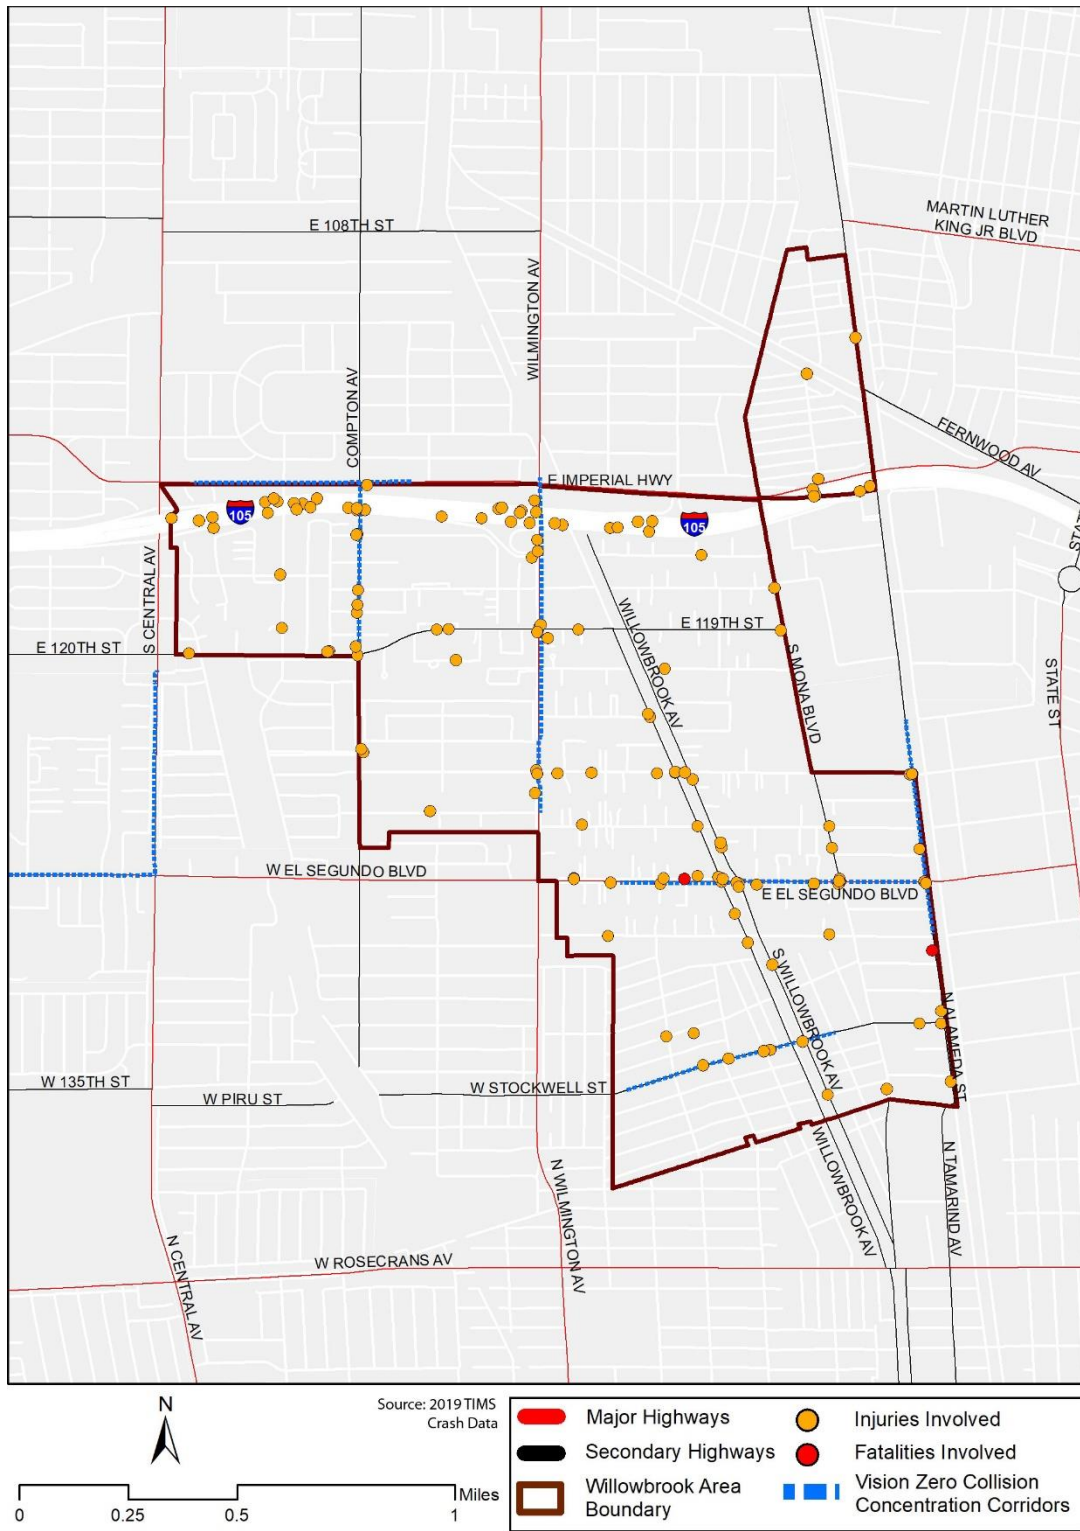 MARTIN LUTHER
KING JR BLVD
E 108TH ST
WILMINGTON AV
COMPTON AV
FERNWOOD AV
E IMPERIAL HWY
105
105
STATE
S CENTRAL AV
WILLOWBROOK AV
E 119TH ST
E 120TH ST
S MONA BLVD
STATE ST
W EL SEGUNDO BLVD
E EL SEGUNDO BLVD
S WILLOWBROOK AV
N ALAMEDA ST
W 135TH ST
W PIRU ST
W STOCKWELL ST
WILLOWBROOK AV
N TAMARIND AV
N WILMINGTON AV
N CENTRAL AV
W ROSECRANS AV
N
Source: 2019 TIMS
Crash Data
Miles
0 0.25 0.5 1
Major Highways
Secondary Highways
Willowbrook Area
Boundary
Injuries Involved
Fatalities Involved
Vision Zero Collision
Concentration Corridors